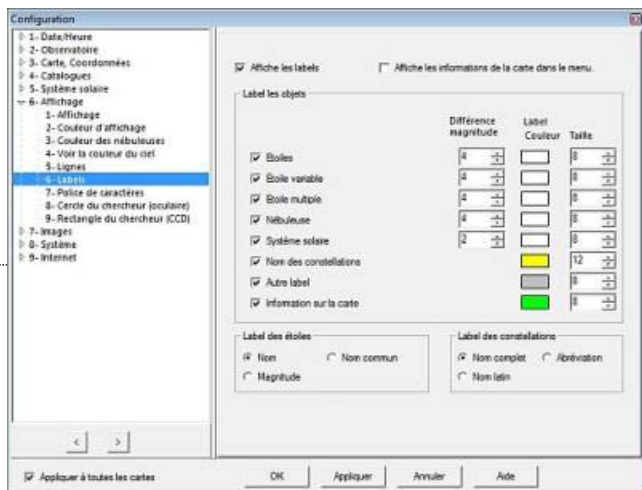 Configuration
1- Date/Heure
2- Observatoire
3- Carte, Coordonnées
4- Catalogues
5- Système solaire
6- Affichage
1- Affichage
2- Couleur d'affichage
3- Couleur des nébuleuses
4- Voir la couleur du ciel
5- Lignes
6- Labels
7- Police de caractères
8- Cercle du chercheur (oculaire)
9- Rectangle du chercheur (CCD)
7- Images
8- Système
9- Internet
< >
Affiche les labels Affiche les informations de la carte dans le menu.
Label les objets
Différence magnitude Label Couleur Taille
Etoiles 4 8
Étoile variable 4 8
Étoile multiple 4 8
Nébuleuse 4 8
Système solaire 2 8
Nom des constellations 12
Autre label 8
Information sur la carte 8
Label des étoiles
Nom Nom commun
Magnitude
Label des constellations
Nom complet Abréviation
Nom latin
Appliquer à toutes les cartes OK Appliquer Annuler Aide